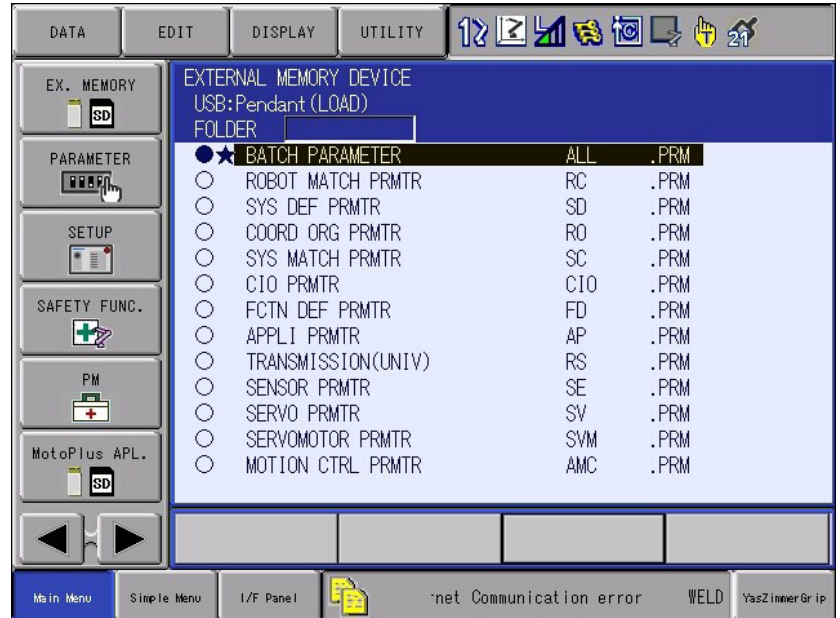 DATA EDIT DISPLAY UTILITY
21
EX. MEMORY
SD
PARAMETER
SETUP
SAFETY FUNC.
PM
MotoPlus APL.
SD
EXTERNAL MEMORY DEVICE
USB:Pendant(LOAD)
FOLDER
BATCH PARAMETER ALL .PRM
ROBOT MATCH PRMTR RC .PRM
SYS DEF PRMTR SD .PRM
COORD ORG PRMTR RO .PRM
SYS MATCH PRMTR SC .PRM
CIO PRMTR CIO .PRM
FCTN DEF PRMTR FD .PRM
APPLI PRMTR AP .PRM
TRANSMISSION(UNIV) RS .PRM
SENSOR PRMTR SE .PRM
SERVO PRMTR SV .PRM
SERVOMOTOR PRMTR SVM .PRM
MOTION CTRL PRMTR AMC .PRM
Main Menu Simple Menu I/F Panel net Communication error WELD YasZimmerGrip